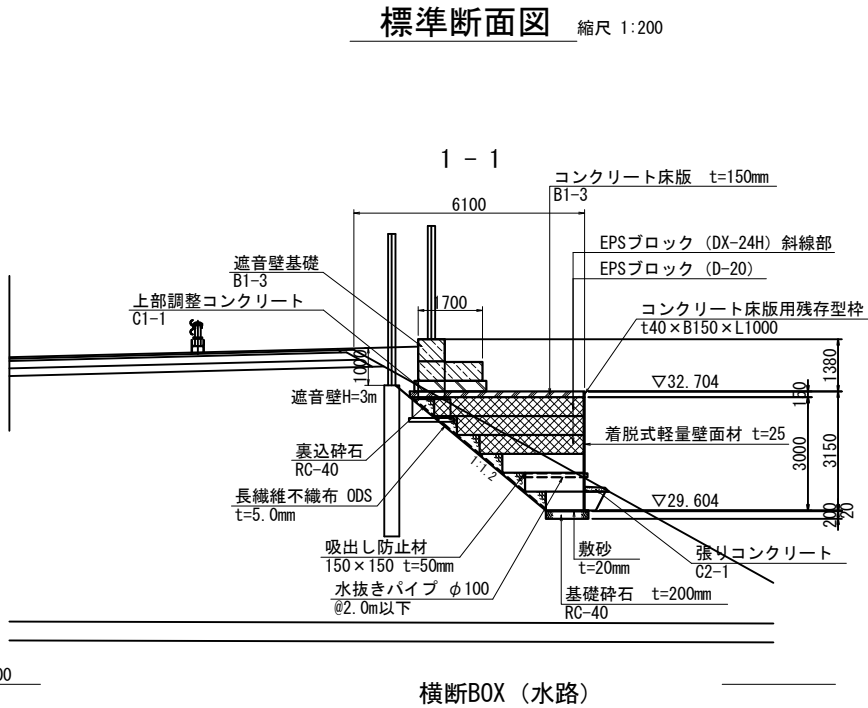 標準断面図 縮尺 1:200
1 - 1
コンクリート床版 t=150mm
B1-3
6100
EPSブロック (DX-24H) 斜線部
遮音壁基礎
B1-3
EPSブロック (D-20)
上部調整コンクリート
C1-1
1700
コンクリート床版用残存型枠
t40×B150×L1000
1000
1380
▽32.704
150
遮音壁H=3m
着脱式軽量壁面材 t=25
3000
3150
裏込砕石
RC-40
1:1.2
長繊維不織布 ODS
t=5.0mm
▽29.604
200
20
吸出し防止材
150×150 t=50mm
敷砂
t=20mm
張りコンクリート
C2-1
水抜きパイプ φ100
@2.0m以下
基礎砕石 t=200mm
RC-40
横断BOX (水路)